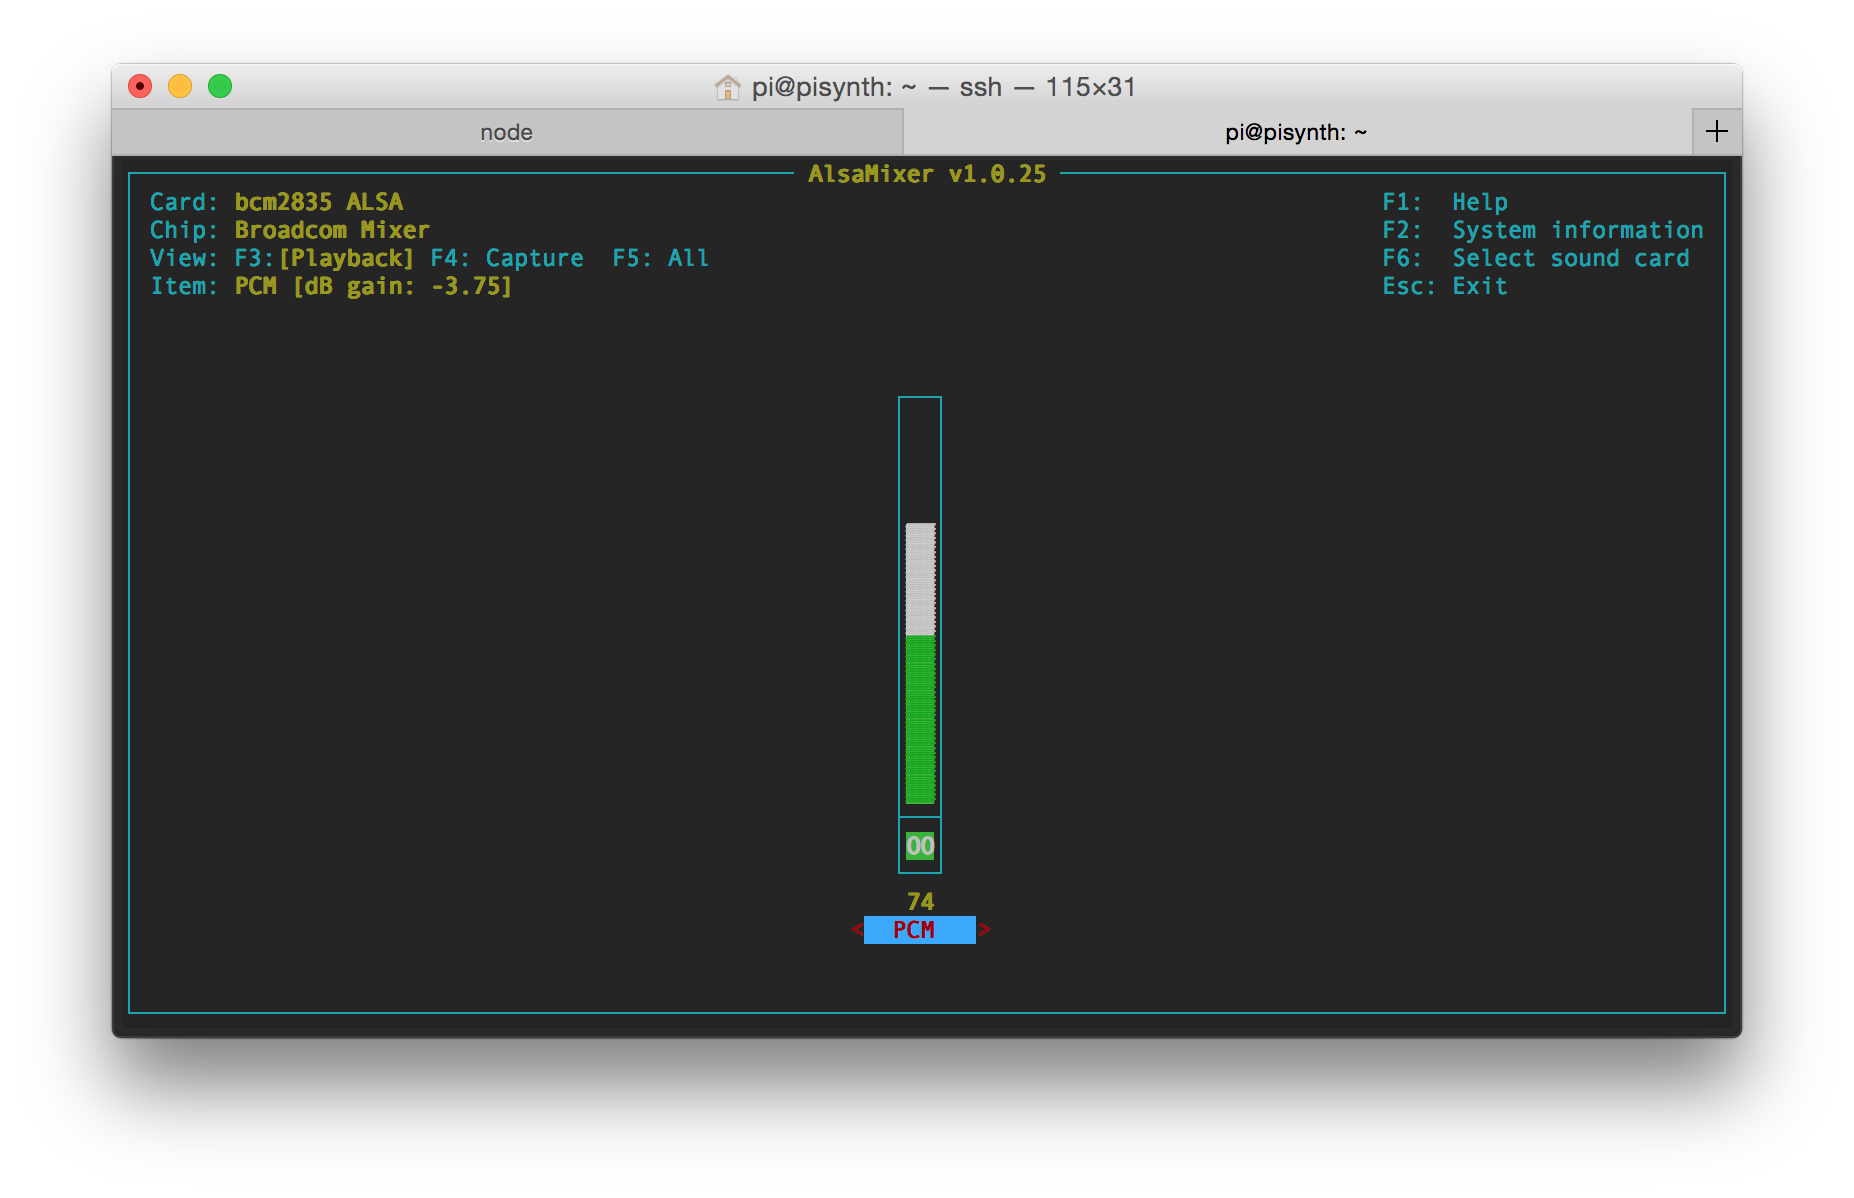 pi@pisynth: ~ — ssh — 115×31
node
pi@pisynth: ~
+
AlsaMixer v1.0.25
Card: bcm2835 ALSA
F1: Help
Chip: Broadcom Mixer
F2: System information
View: F3:[Playback] F4: Capture F5: All
F6: Select sound card
Item: PCM [dB gain: -3.75]
Esc: Exit
00
74
< PCM >